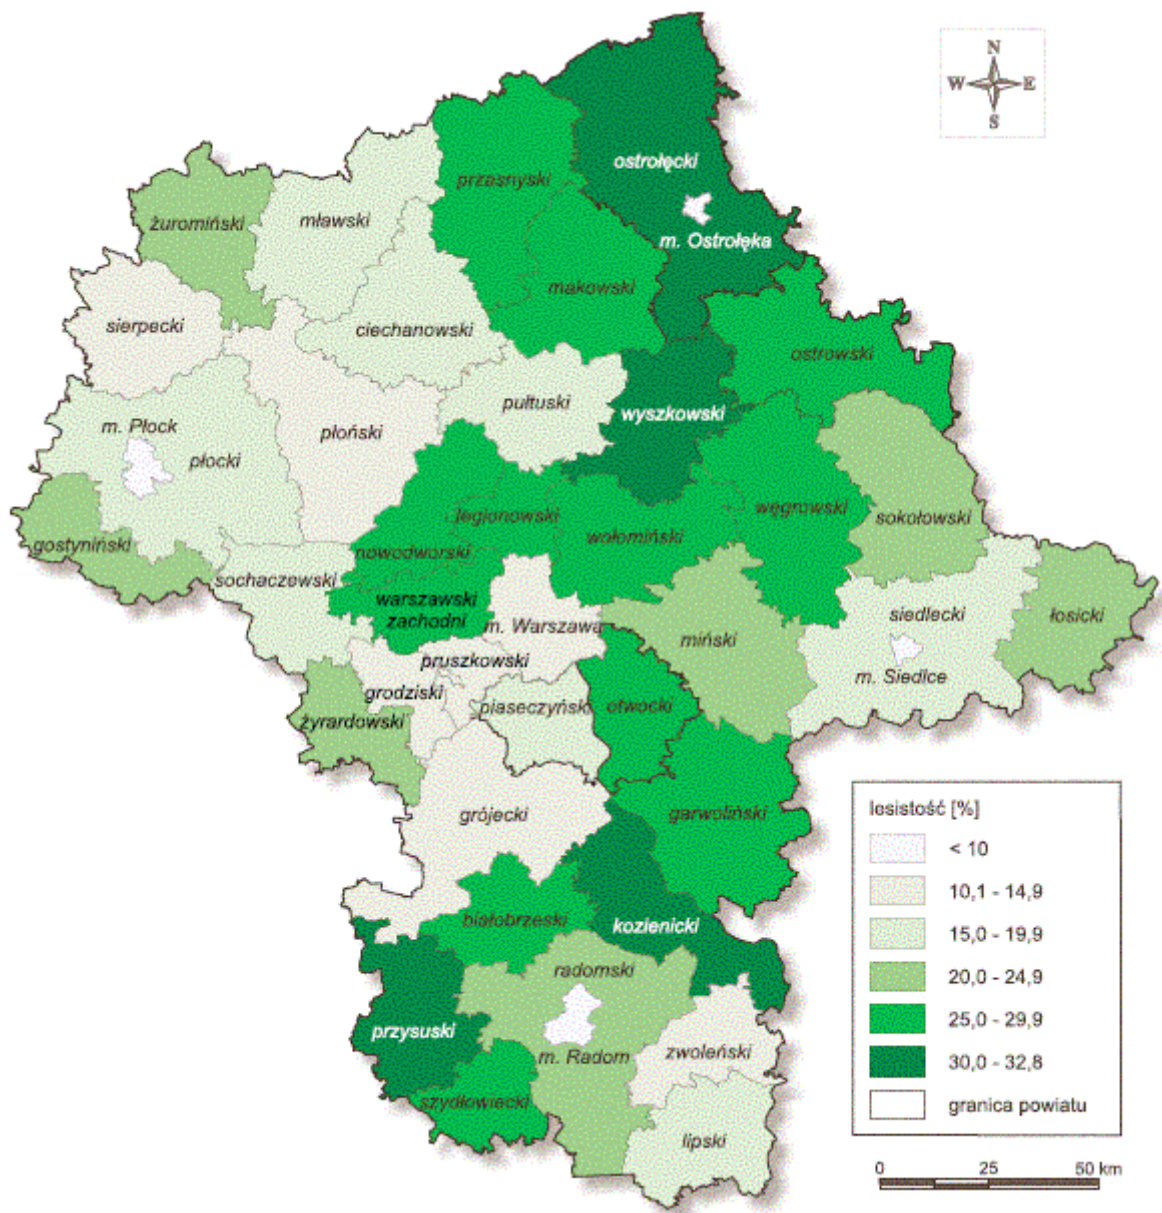 N
W E
S
ostrołęcki
przasnyski
żuromiński
mławski
m. Ostrołęka
makowski
sierpecki
ciechanowski
ostrowski
pułtuski
wyszkowski
m. Płock
płoński
płocki
legionowski
węgrowski
sokołowski
wołomiński
gostyniński
nowodworski
sochaczewski
warszawski
zachodni
siedlecki
łosicki
m. Warszawa
miński
pruszkowski
m. Siedlce
grodziski
piaseczyński
otwocki
żyrardowski
grójecki
garwoliński
białobrzeski
kozienicki
radomski
przysuski
m. Radom
zwoleński
szydłowiecki
lipski
lesistość [%]
< 10
10,1 - 14,9
15,0 - 19,9
20,0 - 24,9
25,0 - 29,9
30,0 - 32,8
granica powiatu
0 25 50 km